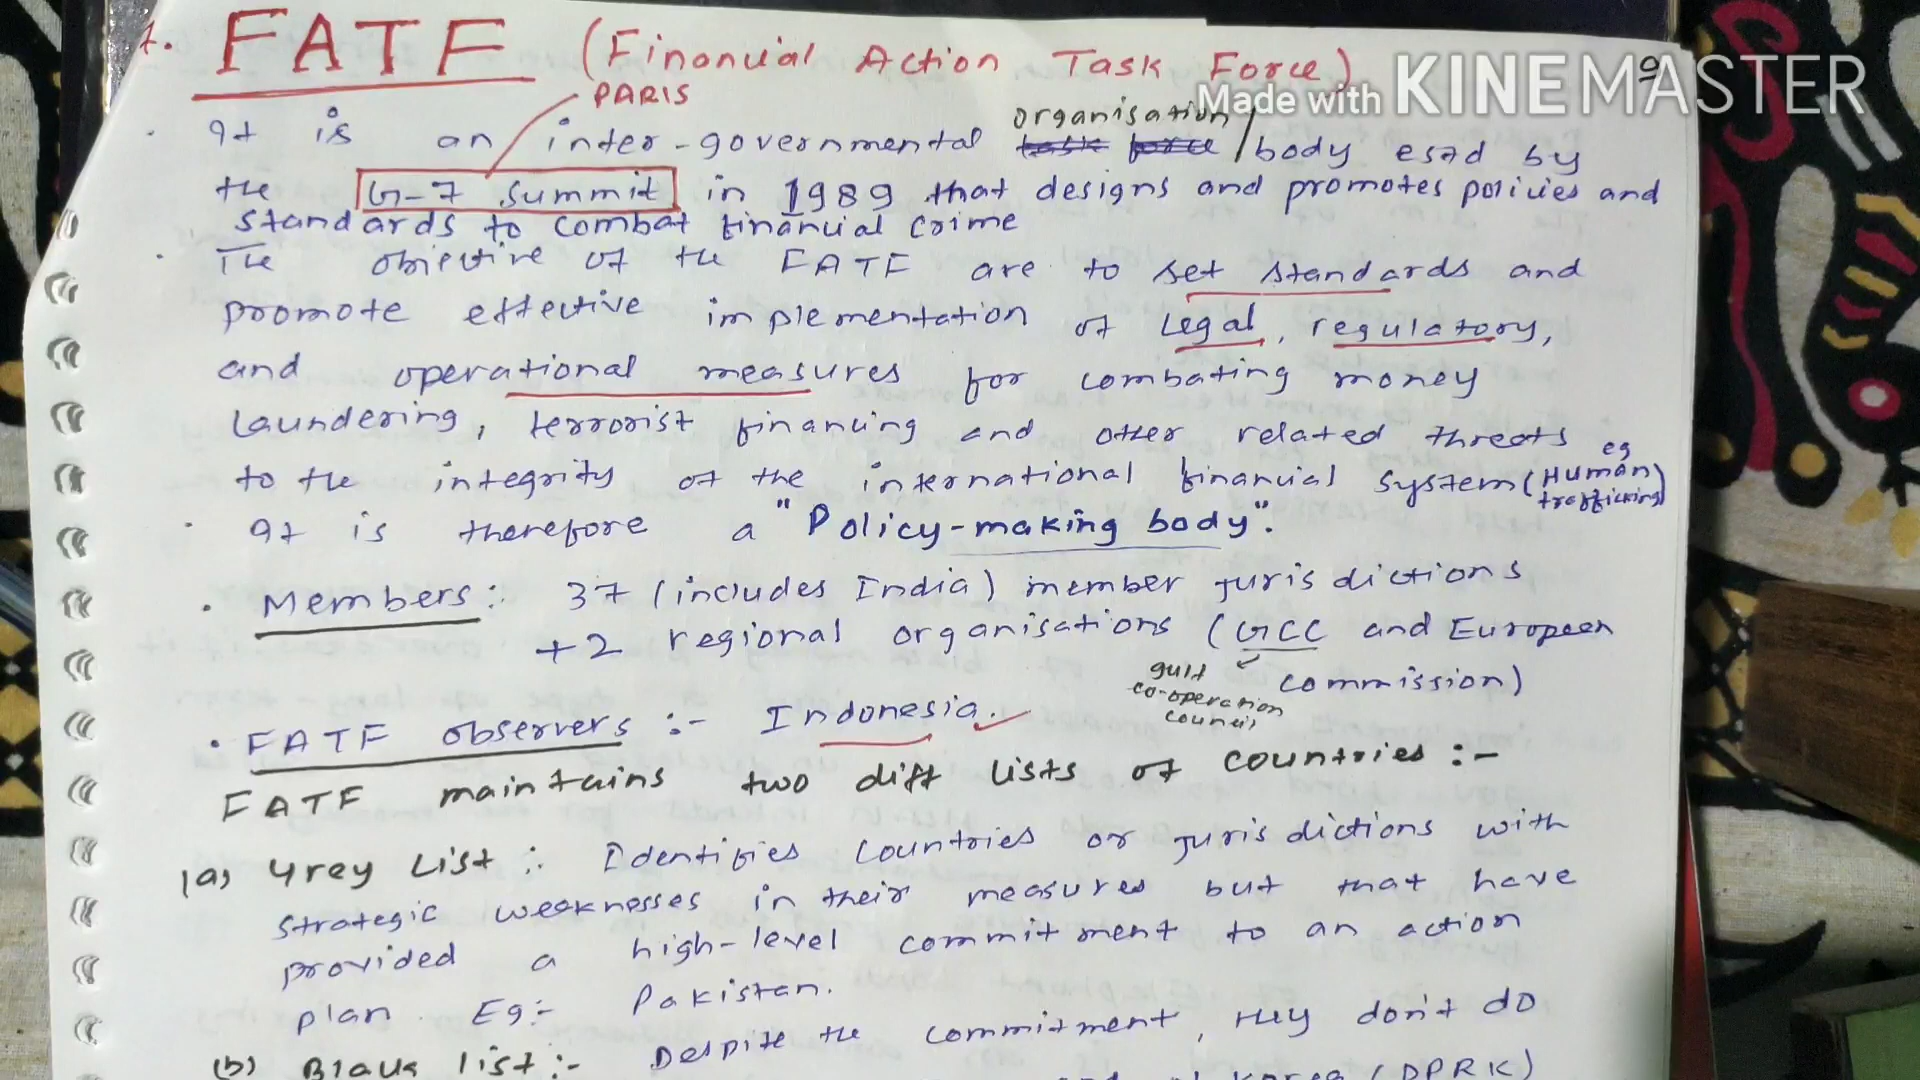 1. FATF (Financial Action Task Force)
9
Made with KINEMASTER
PARIS
organisation
It is an inter-governmental task force / body estd by
the G-7 Summit in 1989 that designs and promotes policies and
standards to combat financial crime
The objective of the FATF are to set standards and
promote effective implementation of legal, regulatory,
and operational measures for combating money
laundering, terrorist financing and other related threats
to the integrity of the international financial system (eg Human trafficking)
It is therefore a "Policy-making body".
Members: 37 (includes India) member jurisdictions
+2 regional organisations (GCC and European
commission)
gulf
co-operation
council
FATF observers :- Indonesia.
FATF maintains two diff lists of countries :-
(a) Grey List :. Identifies countries or jurisdictions with
strategic weaknesses in their measures but that have
provided a high-level commitment to an action
plan. Eg:- Pakistan.
(b) Black list :- Despite the commitment, they don't do
Korea (DPRK)